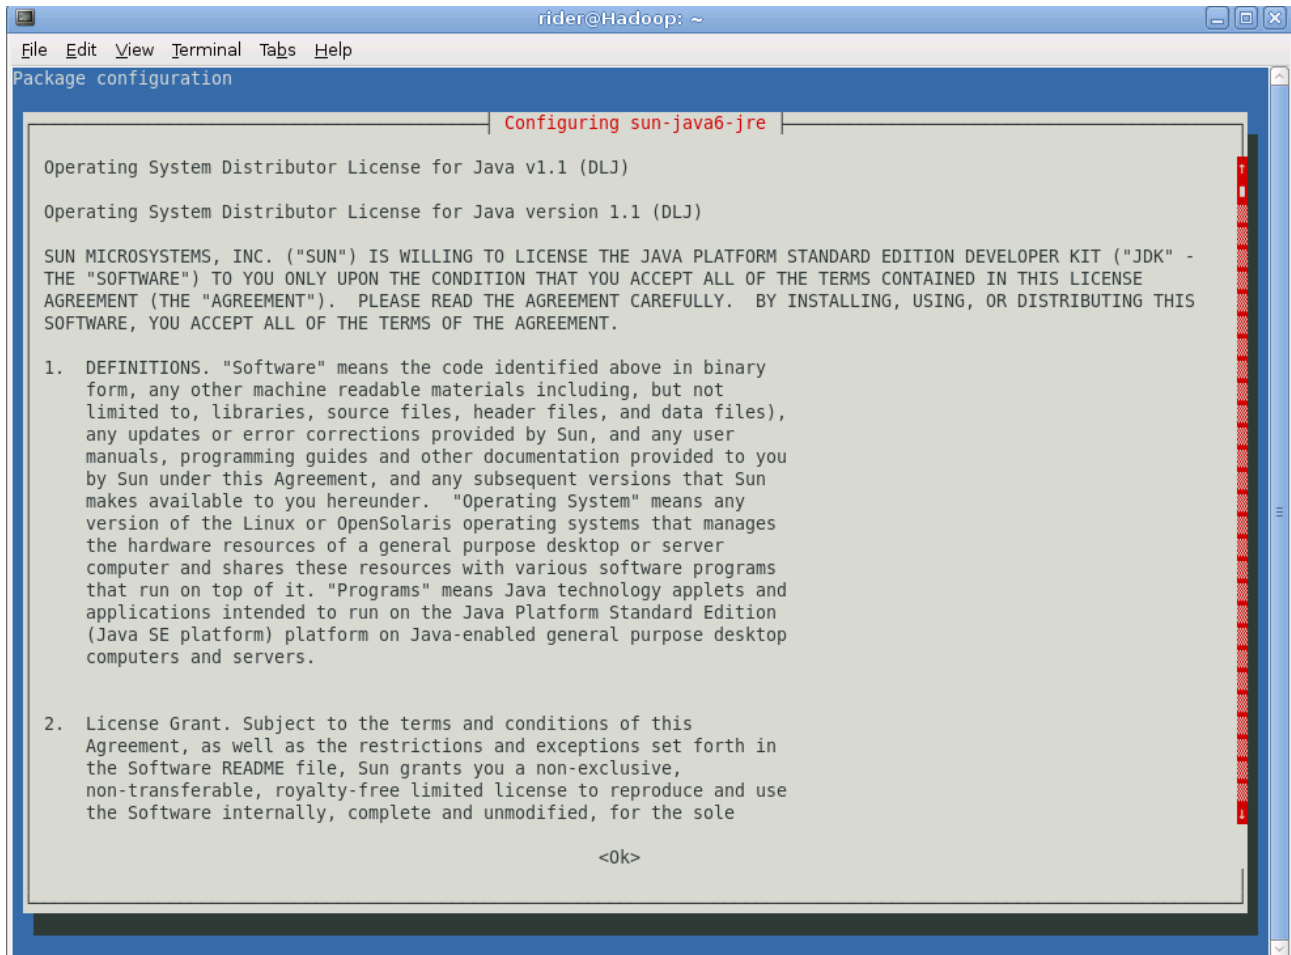 rider@Hadoop: ~
File Edit View Terminal Tabs Help
Package configuration
Configuring sun-java6-jre
Operating System Distributor License for Java v1.1 (DLJ)
Operating System Distributor License for Java version 1.1 (DLJ)
SUN MICROSYSTEMS, INC. ("SUN") IS WILLING TO LICENSE THE JAVA PLATFORM STANDARD EDITION DEVELOPER KIT ("JDK" -
THE "SOFTWARE") TO YOU ONLY UPON THE CONDITION THAT YOU ACCEPT ALL OF THE TERMS CONTAINED IN THIS LICENSE
AGREEMENT (THE "AGREEMENT").  PLEASE READ THE AGREEMENT CAREFULLY.  BY INSTALLING, USING, OR DISTRIBUTING THIS
SOFTWARE, YOU ACCEPT ALL OF THE TERMS OF THE AGREEMENT.
1.  DEFINITIONS. "Software" means the code identified above in binary
form, any other machine readable materials including, but not
limited to, libraries, source files, header files, and data files),
any updates or error corrections provided by Sun, and any user
manuals, programming guides and other documentation provided to you
by Sun under this Agreement, and any subsequent versions that Sun
makes available to you hereunder.  "Operating System" means any
version of the Linux or OpenSolaris operating systems that manages
the hardware resources of a general purpose desktop or server
computer and shares these resources with various software programs
that run on top of it. "Programs" means Java technology applets and
applications intended to run on the Java Platform Standard Edition
(Java SE platform) platform on Java-enabled general purpose desktop
computers and servers.
2.  License Grant. Subject to the terms and conditions of this
Agreement, as well as the restrictions and exceptions set forth in
the Software README file, Sun grants you a non-exclusive,
non-transferable, royalty-free limited license to reproduce and use
the Software internally, complete and unmodified, for the sole
<Ok>